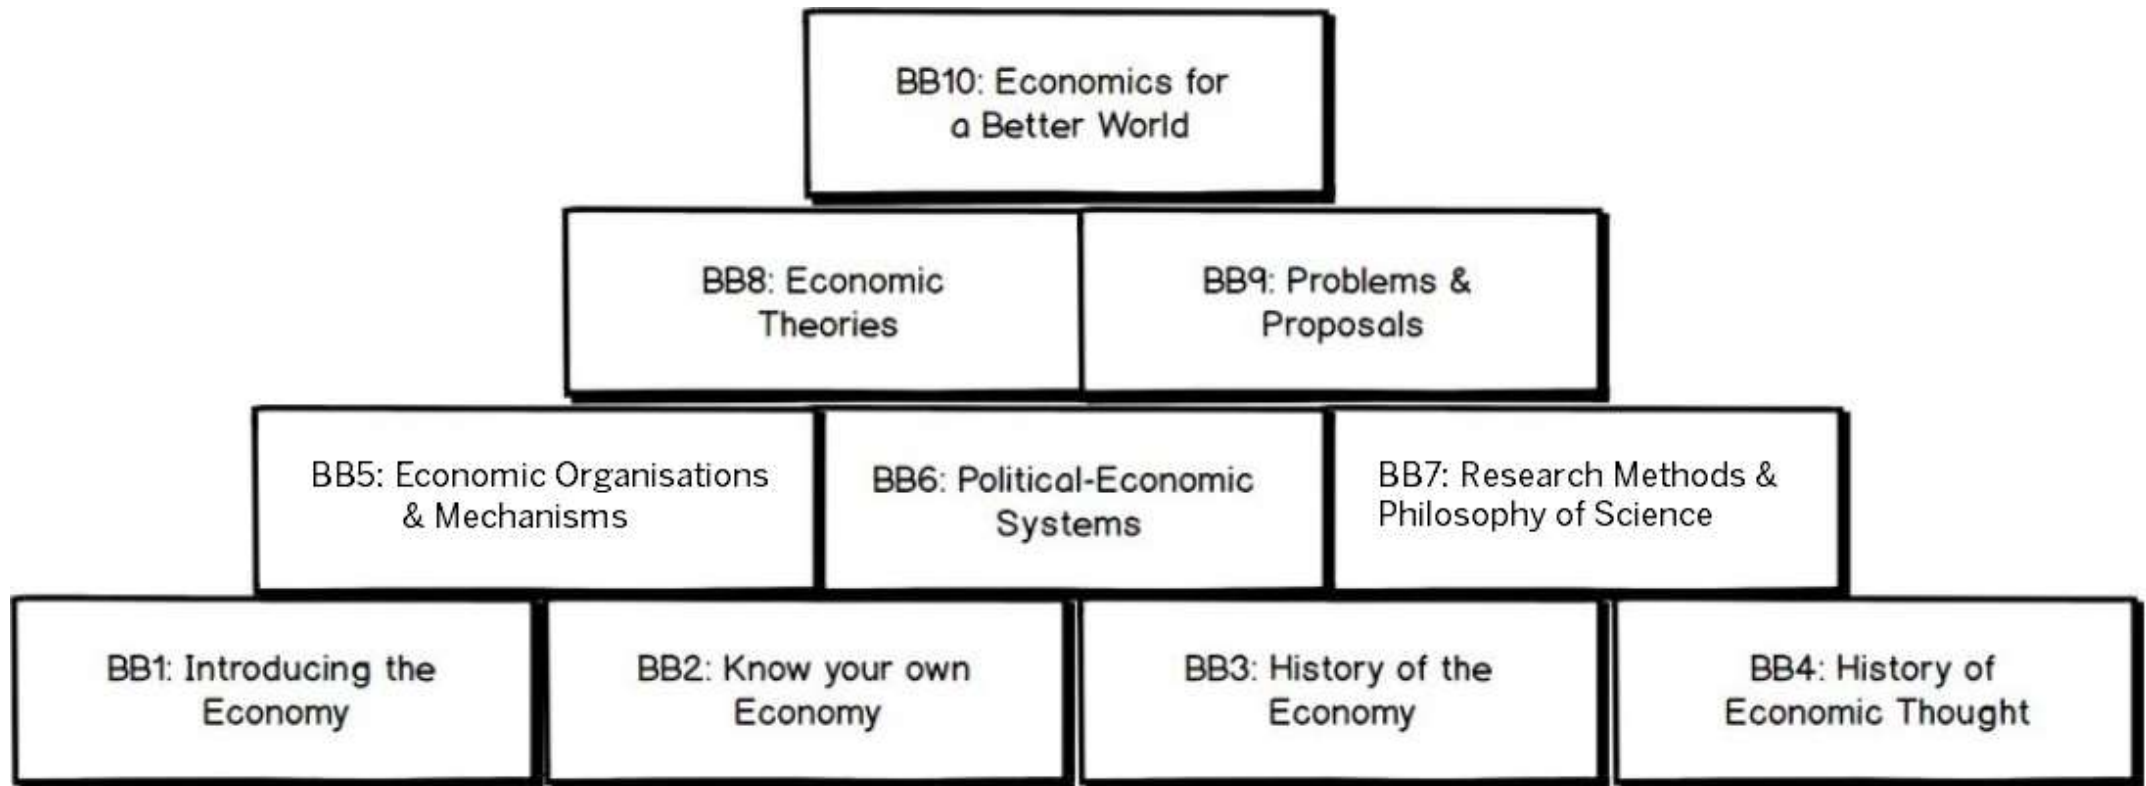 BB10: Economics for
a Better World
BB8: Economic
Theories
BB9: Problems &
Proposals
BB5: Economic Organisations
& Mechanisms
BB6: Political-Economic
Systems
BB7: Research Methods &
Philosophy of Science
BB1: Introducing the
Economy
BB2: Know your own
Economy
BB3: History of the
Economy
BB4: History of
Economic Thought